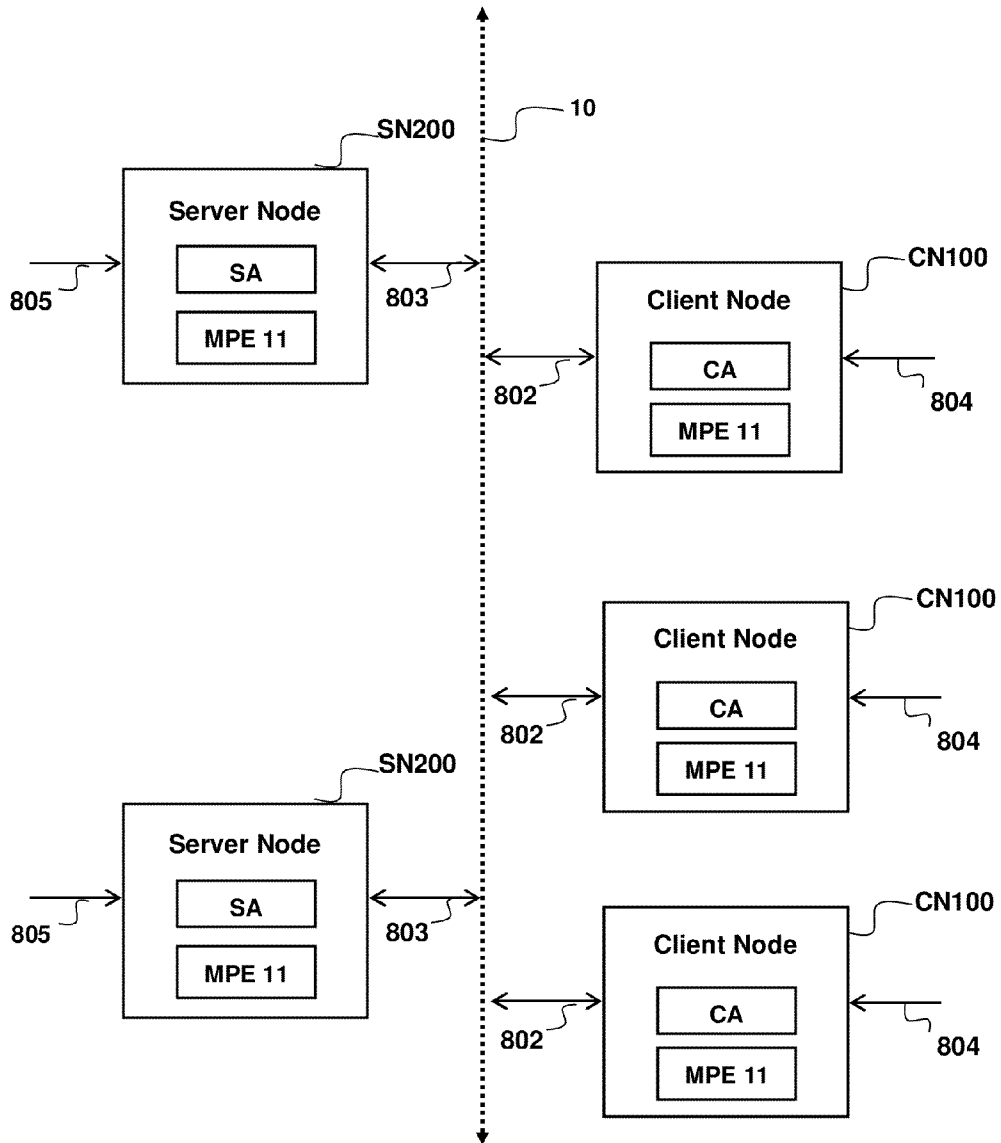 10
SN200
Server Node
SA
MPE 11
805
803
CN100
Client Node
CA
MPE 11
802
804
CN100
Client Node
CA
MPE 11
802
804
SN200
Server Node
SA
MPE 11
805
803
CN100
Client Node
CA
MPE 11
802
804